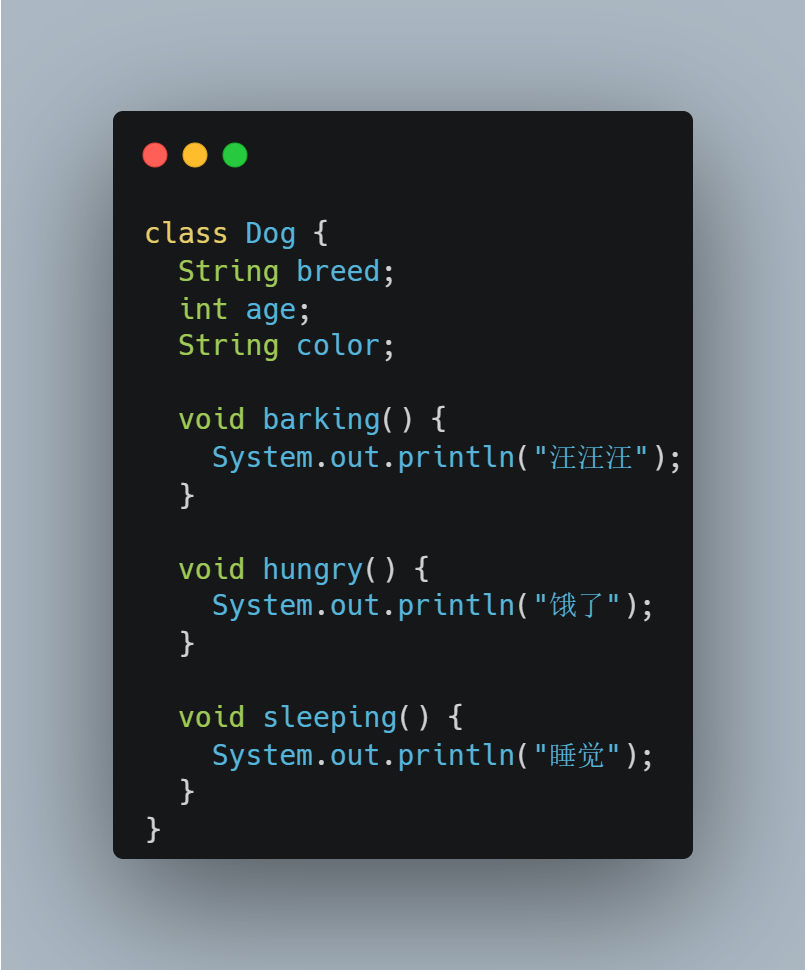 class Dog {
  String breed;
  int age;
  String color;

  void barking() {
    System.out.println("汪汪汪");
  }

  void hungry() {
    System.out.println("饿了");
  }

  void sleeping() {
    System.out.println("睡觉");
  }
}